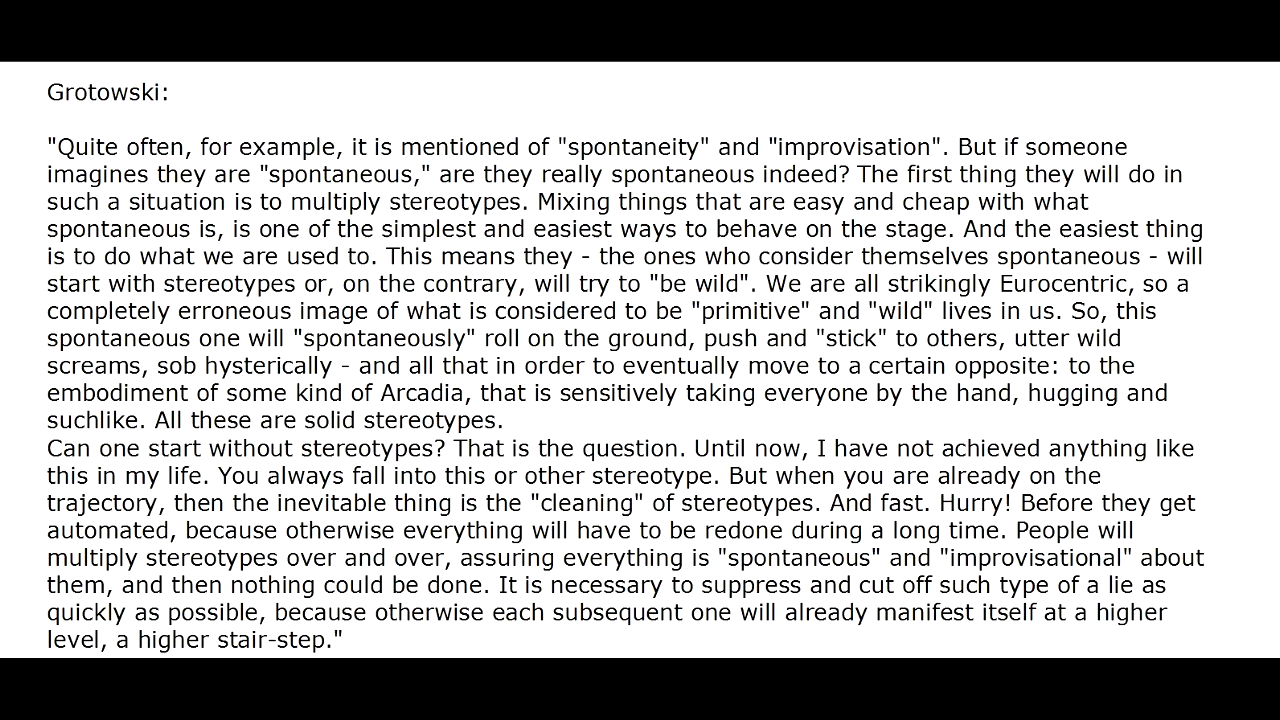 Grotowski:
"Quite often, for example, it is mentioned of "spontaneity" and "improvisation". But if someone
imagines they are "spontaneous," are they really spontaneous indeed? The first thing they will do in
such a situation is to multiply stereotypes. Mixing things that are easy and cheap with what
spontaneous is, is one of the simplest and easiest ways to behave on the stage. And the easiest thing
is to do what we are used to. This means they - the ones who consider themselves spontaneous - will
start with stereotypes or, on the contrary, will try to "be wild". We are all strikingly Eurocentric, so a
completely erroneous image of what is considered to be "primitive" and "wild" lives in us. So, this
spontaneous one will "spontaneously" roll on the ground, push and "stick" to others, utter wild
screams, sob hysterically - and all that in order to eventually move to a certain opposite: to the
embodiment of some kind of Arcadia, that is sensitively taking everyone by the hand, hugging and
suchlike. All these are solid stereotypes.
Can one start without stereotypes? That is the question. Until now, I have not achieved anything like
this in my life. You always fall into this or other stereotype. But when you are already on the
trajectory, then the inevitable thing is the "cleaning" of stereotypes. And fast. Hurry! Before they get
automated, because otherwise everything will have to be redone during a long time. People will
multiply stereotypes over and over, assuring everything is "spontaneous" and "improvisational" about
them, and then nothing could be done. It is necessary to suppress and cut off such type of a lie as
quickly as possible, because otherwise each subsequent one will already manifest itself at a higher
level, a higher stair-step."